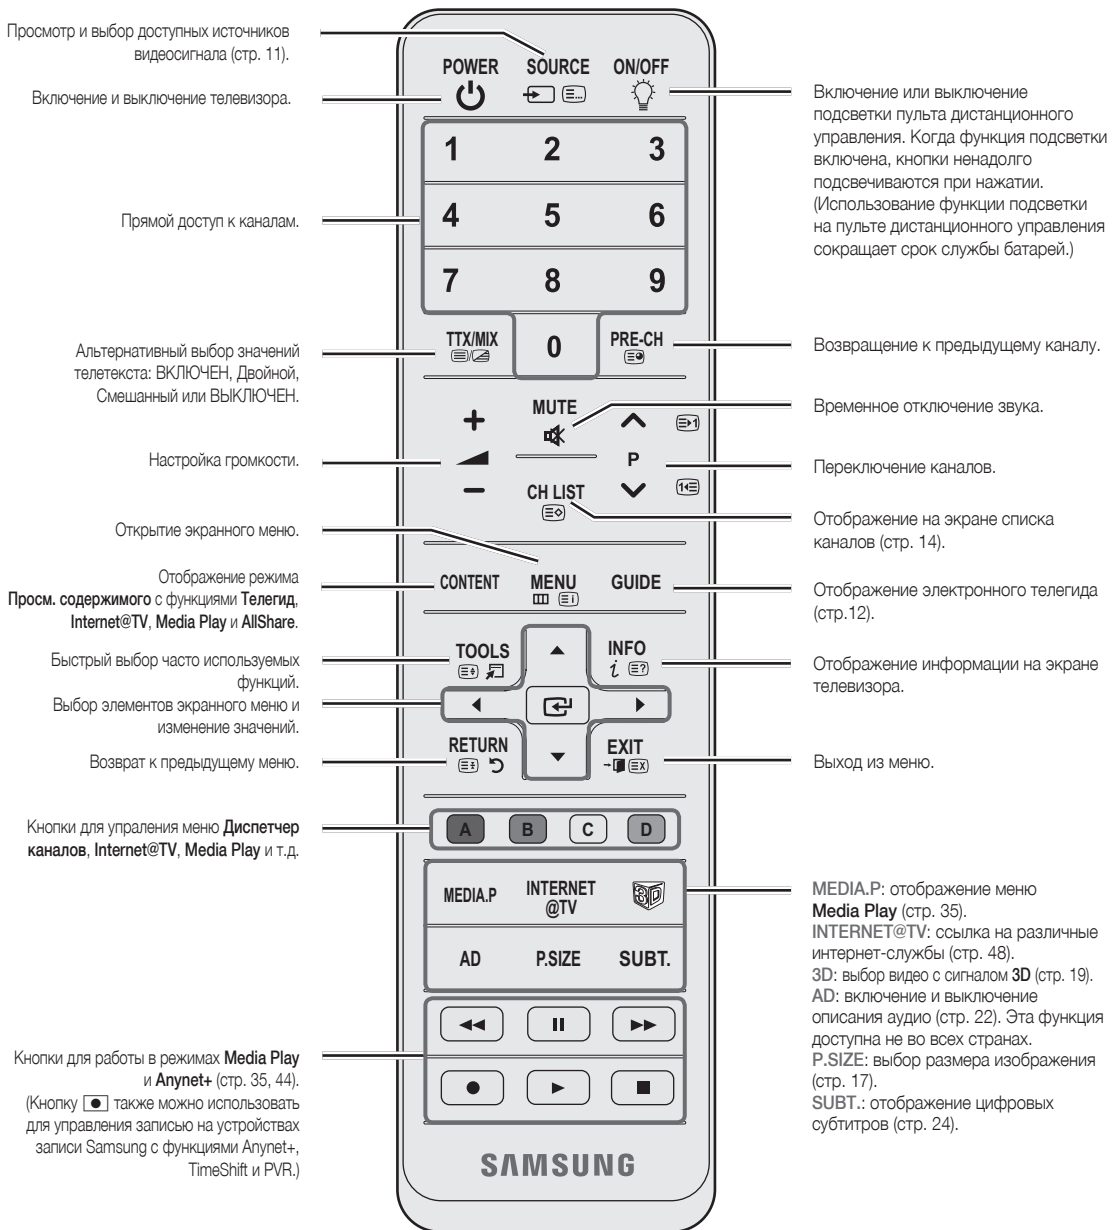 Просмотр и выбор доступных источников
видеосигнала (стр. 11).
Включение и выключение телевизора.
Прямой доступ к каналам.
Альтернативный выбор значений
телетекста: ВКЛЮЧЕН, Двойной,
Смешанный или ВЫКЛЮЧЕН.
Настройка громкости.
Открытие экранного меню.
Отображение режима
Просм. содержимого с функциями Телегид,
Internet@TV, Media Play и AllShare.
Быстрый выбор часто используемых
функций.
Выбор элементов экранного меню и
изменение значений.
Возврат к предыдущему меню.
Кнопки для упраления меню Диспетчер
каналов, Internet@TV, Media Play и т.д.
Кнопки для работы в режимах Media Play
и Anynet+ (стр. 35, 44).
(Кнопку также можно использовать
для управления записью на устройствах
записи Samsung с функциями Anynet+,
TimeShift и PVR.)
POWER SOURCE ON/OFF
1 2 3
4 5 6
7 8 9
TTX/MIX 0 PRE-CH
+ MUTE
P
− CH LIST
CONTENT MENU GUIDE
TOOLS INFO
RETURN EXIT
A B C D
MEDIA.P INTERNET
@TV 3D
AD P.SIZE SUBT.
SAMSUNG
Включение или выключение
подсветки пульта дистанционного
управления. Когда функция подсветки
включена, кнопки ненадолго
подсвечиваются при нажатии.
(Использование функции подсветки
на пульте дистанционного управления
сокращает срок службы батарей.)
Возвращение к предыдущему каналу.
Временное отключение звука.
Переключение каналов.
Отображение на экране списка
каналов (стр. 14).
Отображение электронного телегида
(стр.12).
Отображение информации на экране
телевизора.
Выход из меню.
MEDIA.P: отображение меню
Media Play (стр. 35).
INTERNET@TV: ссылка на различные
интернет-службы (стр. 48).
3D: выбор видео с сигналом 3D (стр. 19).
AD: включение и выключение
описания аудио (стр. 22). Эта функция
доступна не во всех странах.
P.SIZE: выбор размера изображения
(стр. 17).
SUBT.: отображение цифровых
субтитров (стр. 24).